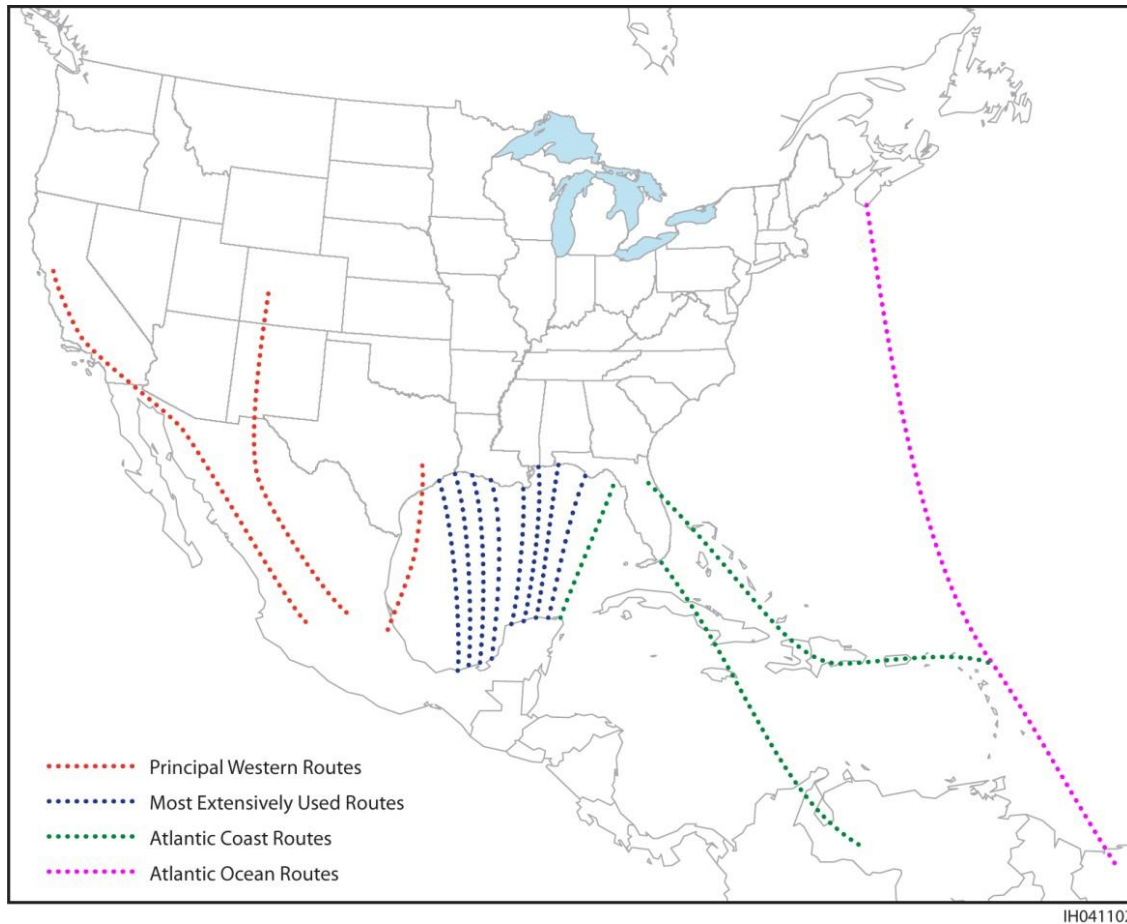 Principal Western Routes
Most Extensively Used Routes
Atlantic Coast Routes
Atlantic Ocean Routes